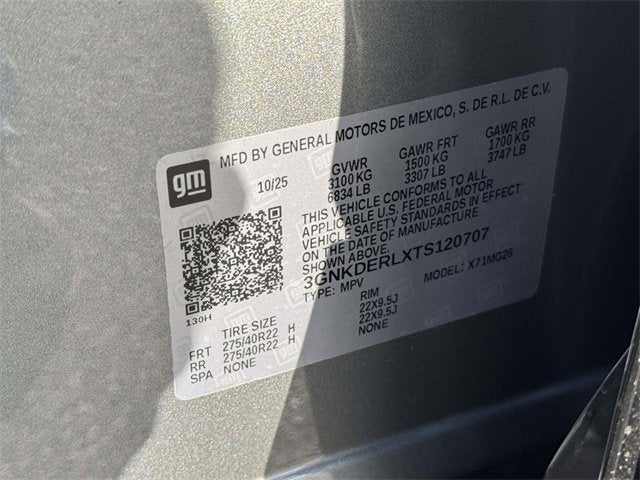 gm
MFD BY GENERAL MOTORS DE MEXICO, S. DE R.L. DE C.V.
10/25 GVWR GAWR FRT GAWR RR
3100 KG 1500 KG 1700 KG
6834 LB 3307 LB 3747 LB
THIS VEHICLE CONFORMS TO ALL
APPLICABLE U.S. FEDERAL MOTOR
VEHICLE SAFETY STANDARDS IN EFFECT
ON THE DATE OF MANUFACTURE
SHOWN ABOVE.
3GNKDERLXTS120707
TYPE: MPV MODEL: X71MG26
130H
TIRE SIZE RIM
FRT 275/40R22 H 22X9.5J
RR 275/40R22 H 22X9.5J
SPA NONE NONE